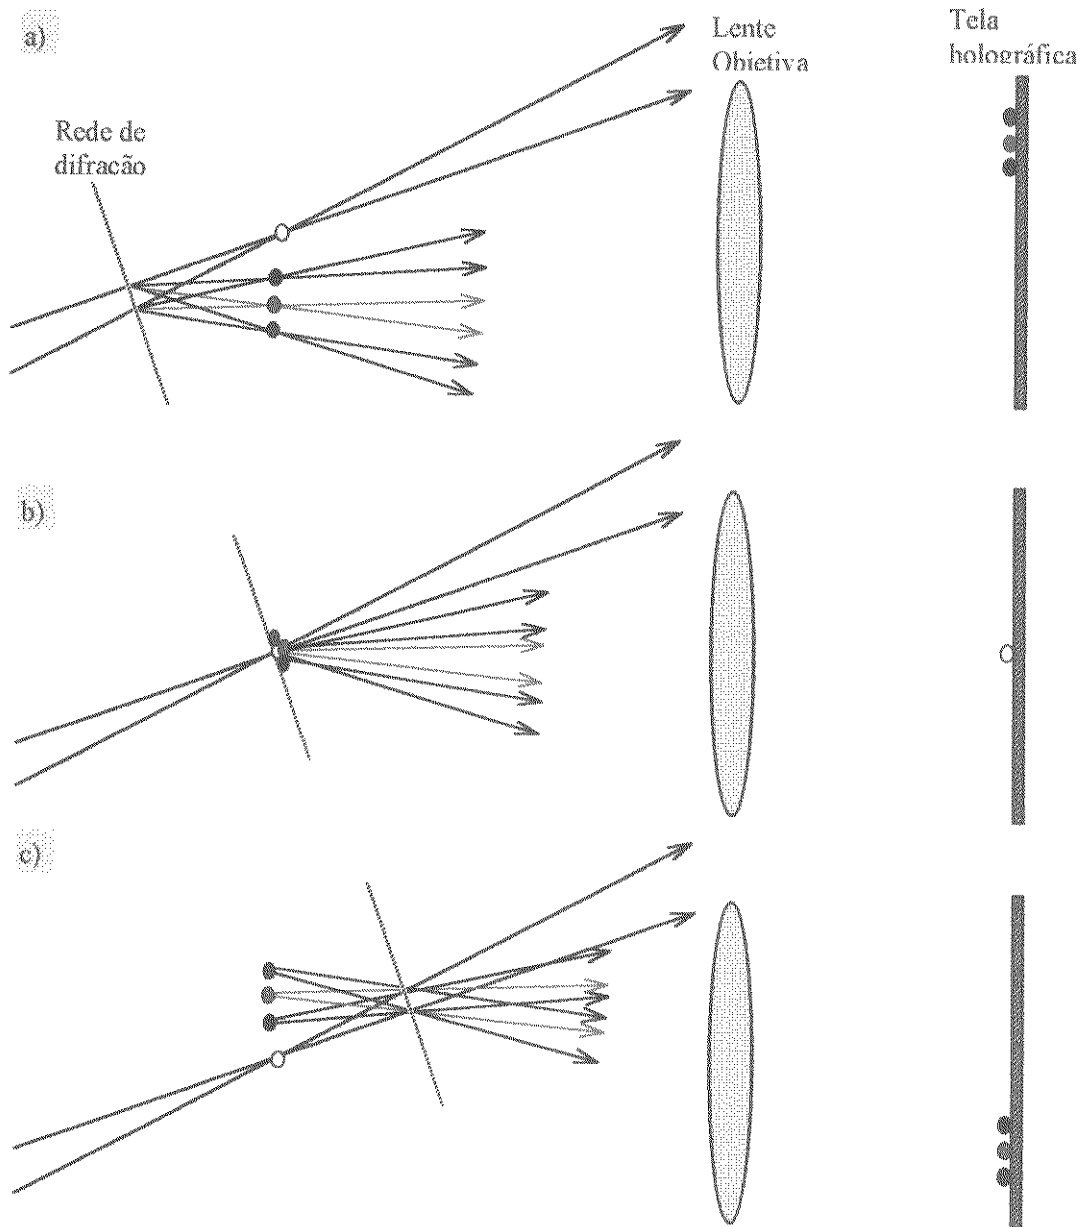 a)
Lente
Objetiva
Tela
holográfica
Rede de
difração
b)
c)